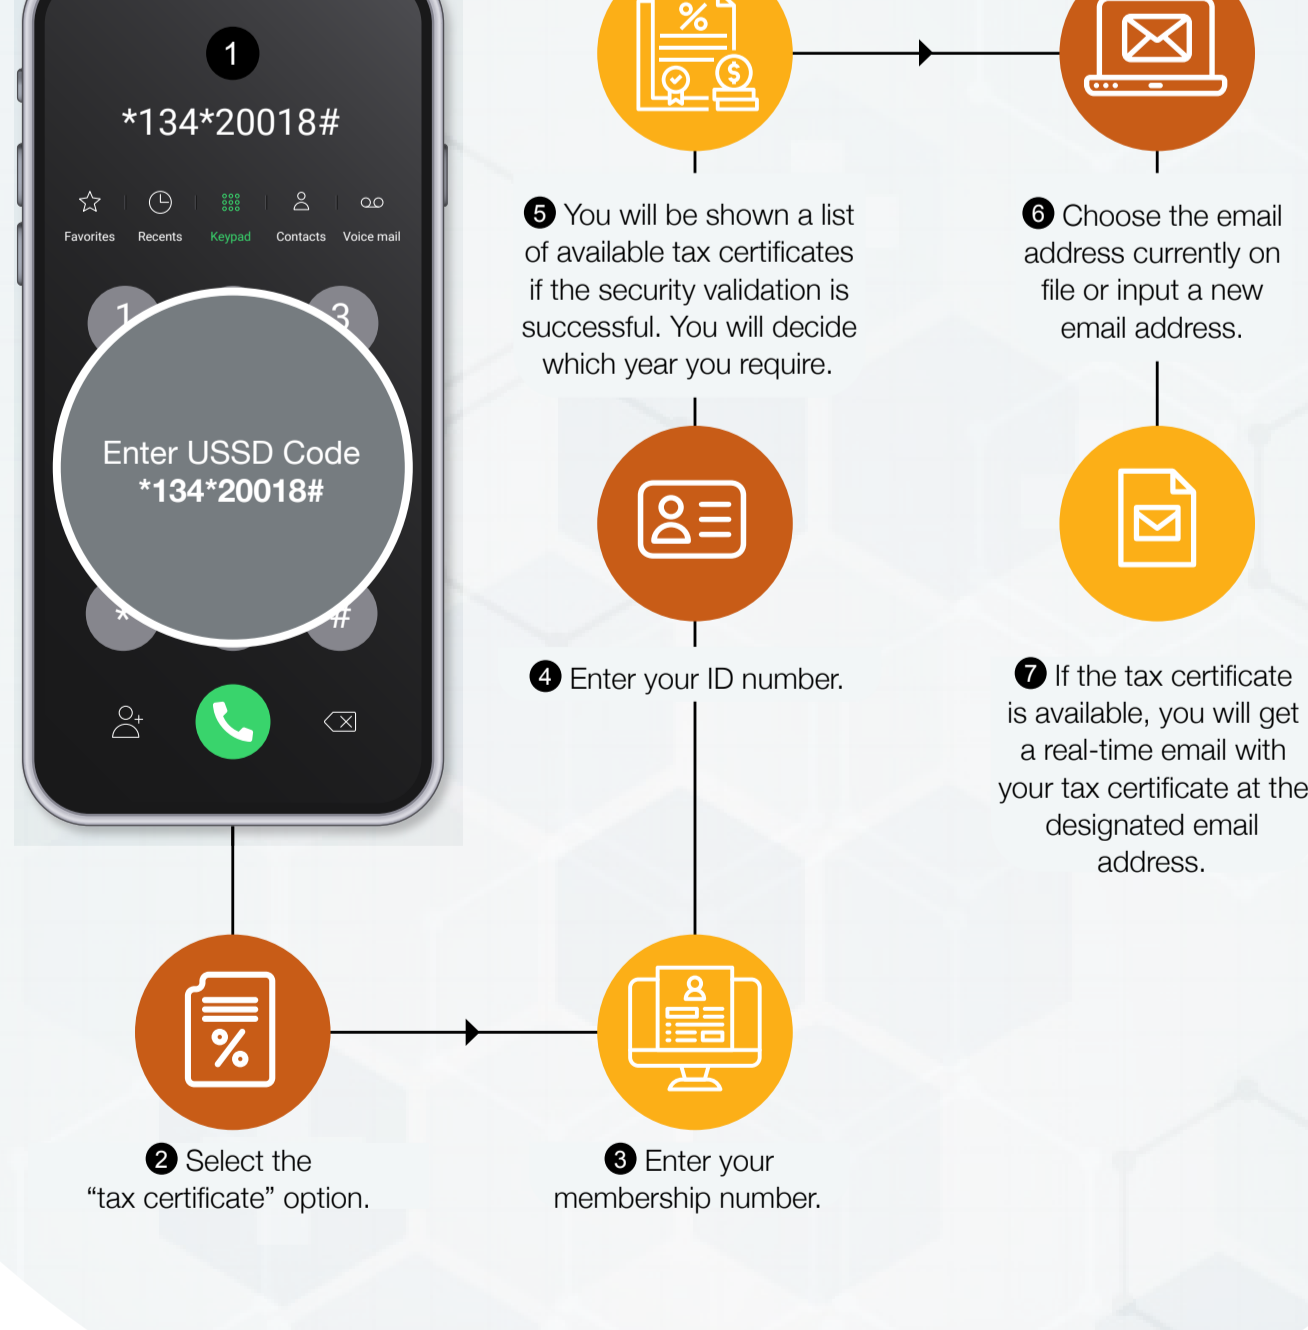 1
*134*20018#
Favorites Recents Keypad Contacts Voice mail
1 3
Enter USSD Code
*134*20018#
* #
2 Select the
“tax certificate” option.
3 Enter your
membership number.
4 Enter your ID number.
%
$
5 You will be shown a list
of available tax certificates
if the security validation is
successful. You will decide
which year you require.
6 Choose the email
address currently on
file or input a new
email address.
7 If the tax certificate
is available, you will get
a real-time email with
your tax certificate at the
designated email
address.
%